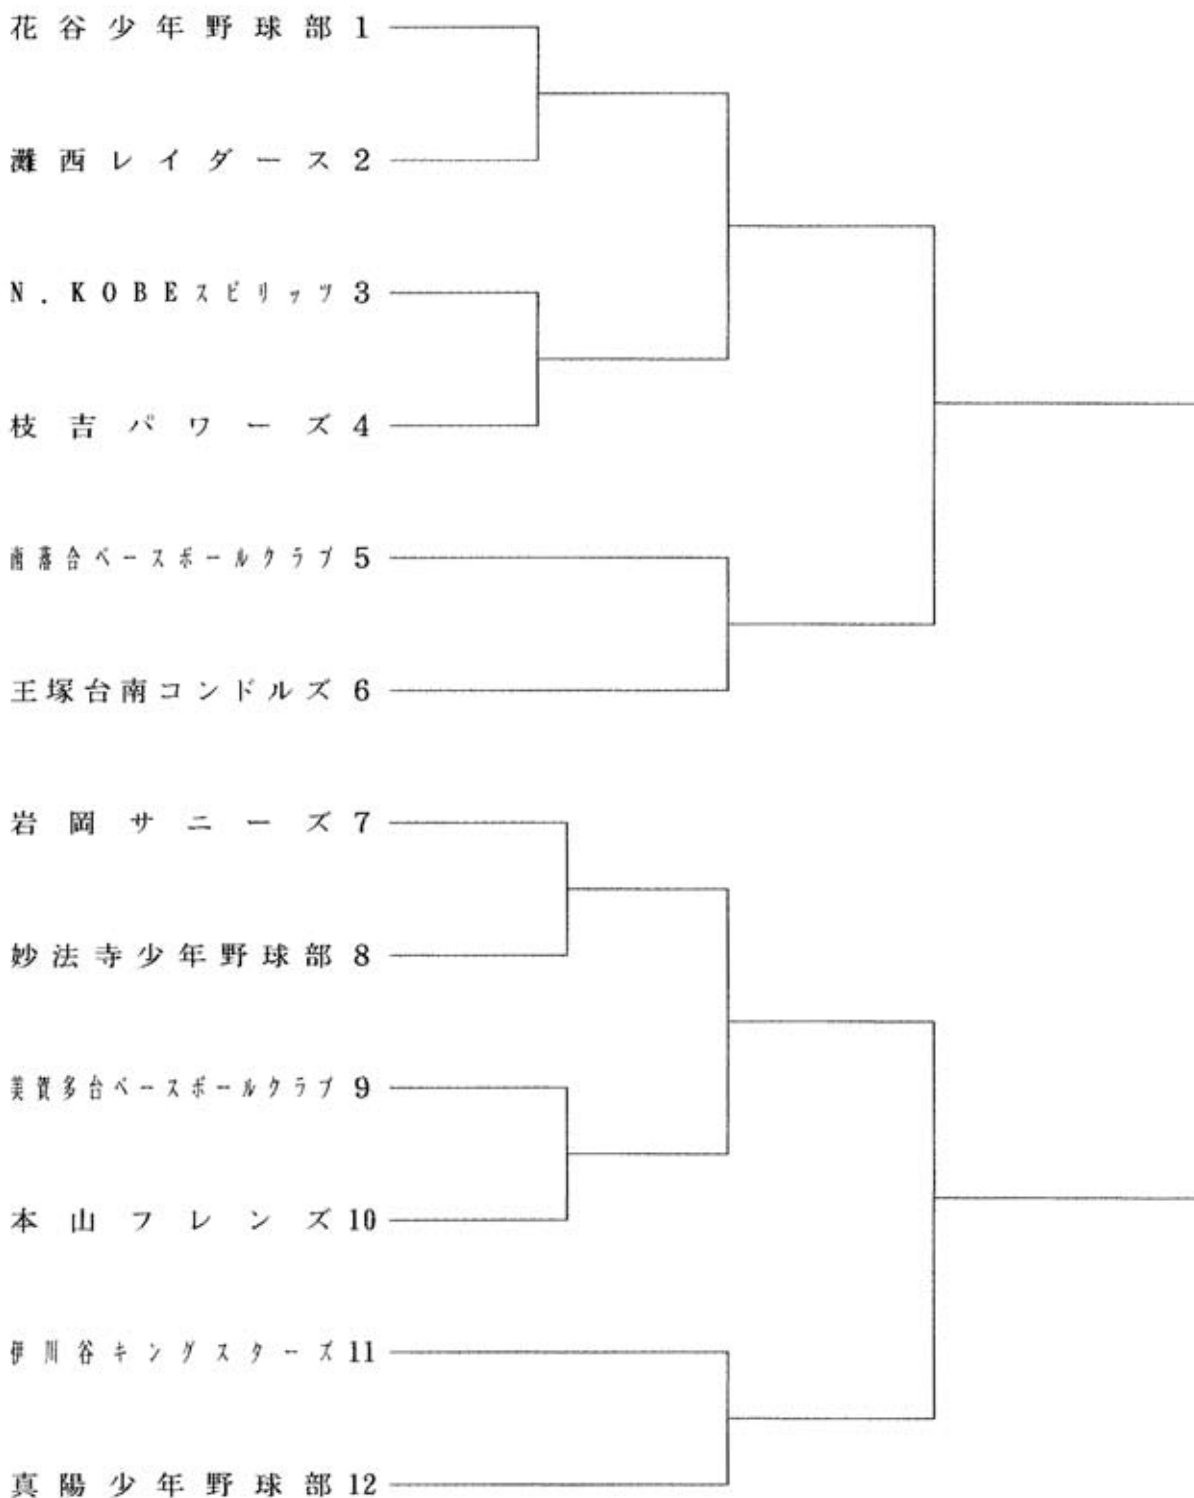 花谷少年野球部 1
灘西レイダース 2
N.KOBEスピリッツ 3
枝吉パワーズ 4
南落合ベースボールクラブ 5
王塚台南コンドルズ 6
岩岡サニーズ 7
妙法寺少年野球部 8
美賀多台ベースボールクラブ 9
本山フレンズ 10
伊川谷キングスターズ 11
真陽少年野球部 12